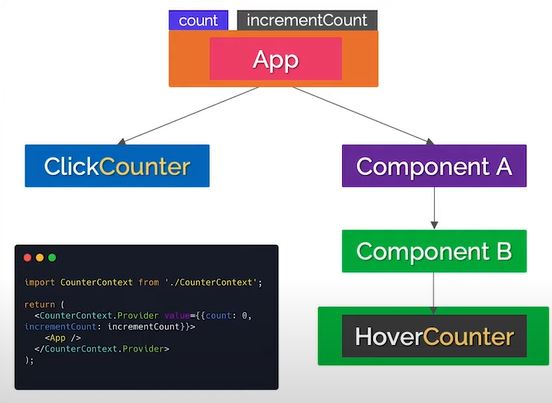 count incrementCount
App
ClickCounter
Component A
Component B
HoverCounter
import CounterContext from './CounterContext';
return (
<CounterContext.Provider value={{count: 0,
incrementCount: incrementCount}}>
<App />
</CounterContext.Provider>
);